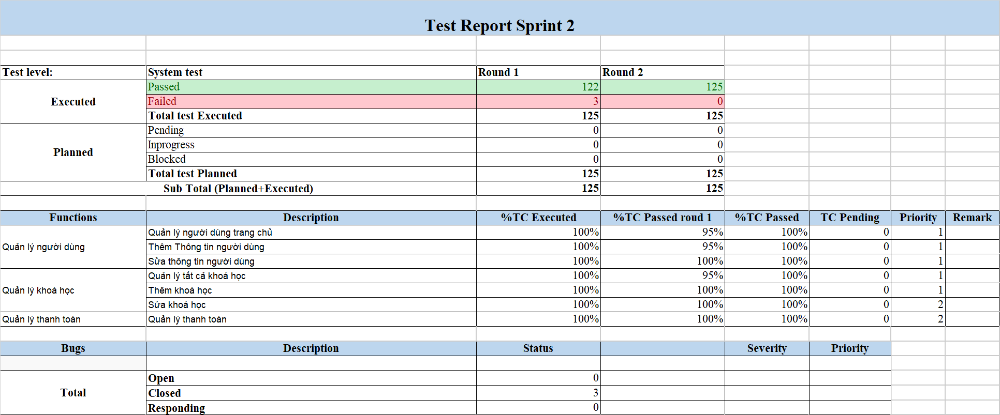 Test Report Sprint 2
Test level: System test Round 1 Round 2
Executed
Passed 122 125
Failed 3 0
Total test Executed 125 125
Planned
Pending 0 0
Inprogress 0 0
Blocked 0 0
Total test Planned 125 125
Sub Total (Planned+Executed) 125 125
Functions Description %TC Executed %TC Passed roud 1 %TC Passed TC Pending Priority Remark
Quản lý người dùng
Quản lý người dùng trang chủ 100% 95% 100% 0 1
Thêm Thông tin người dùng 100% 95% 100% 0 1
Sửa thông tin người dùng 100% 100% 100% 0 1
Quản lý khoá học
Quản lý tất cả khoá học 100% 95% 100% 0 1
Thêm khoá học 100% 100% 100% 0 1
Sửa khoá học 100% 100% 100% 0 2
Quản lý thanh toán Quản lý thanh toán 100% 100% 100% 0 2
Bugs Description Status Severity Priority
Total
Open 0
Closed 3
Responding 0